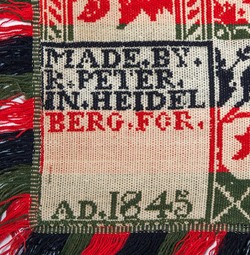 MADE.BY.
R.PETER.
IN.HEIDEL
BERG.FOR.
AD.1845